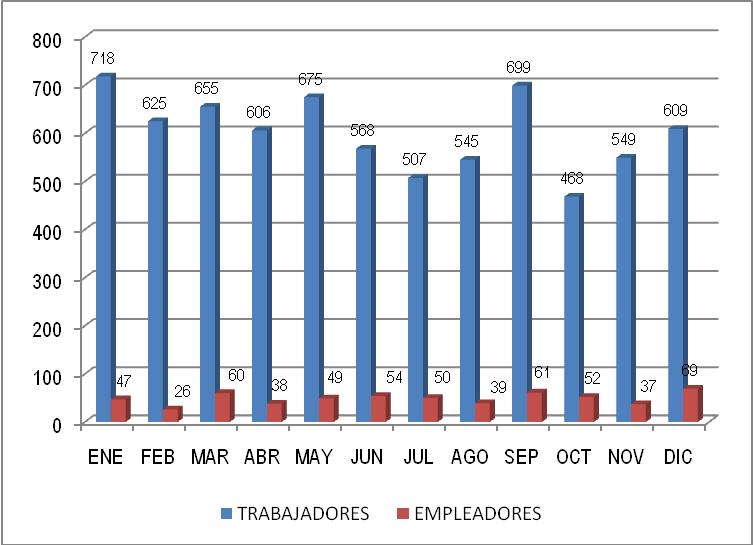 800
700
600
500
400
300
200
100
0
718 625 655 606 675 568 507 545 699 468 549 609
47 26 60 38 49 54 50 39 61 52 37 69
ENE FEB MAR ABR MAY JUN JUL AGO SEP OCT NOV DIC
TRABAJADORES EMPLEADORES